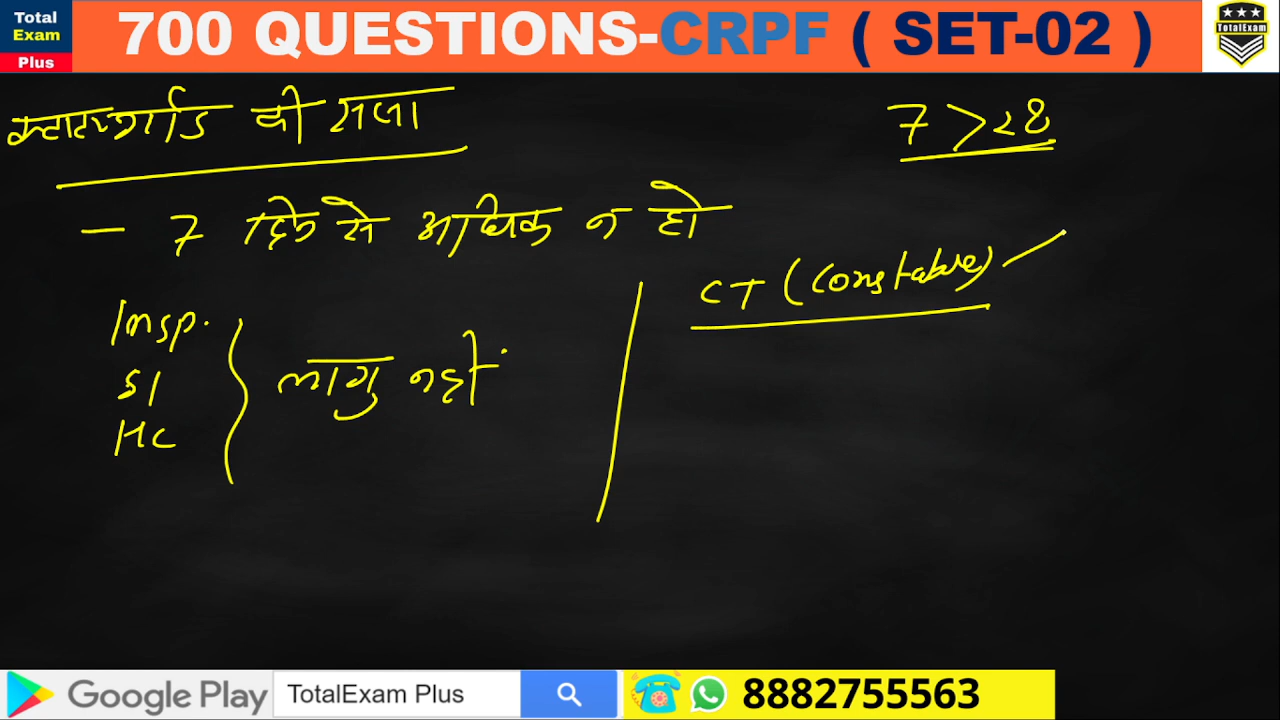 Total
Exam
Plus
700 QUESTIONS-CRPF ( SET-02 )
TotalExam
क्वाटरगार्ड की सजा
7 > 28
- 7 दिन से अधिक न हो
CT (Constable)
Insp.
SI
HC
लागु नहीं
Google Play
TotalExam Plus
8882755563